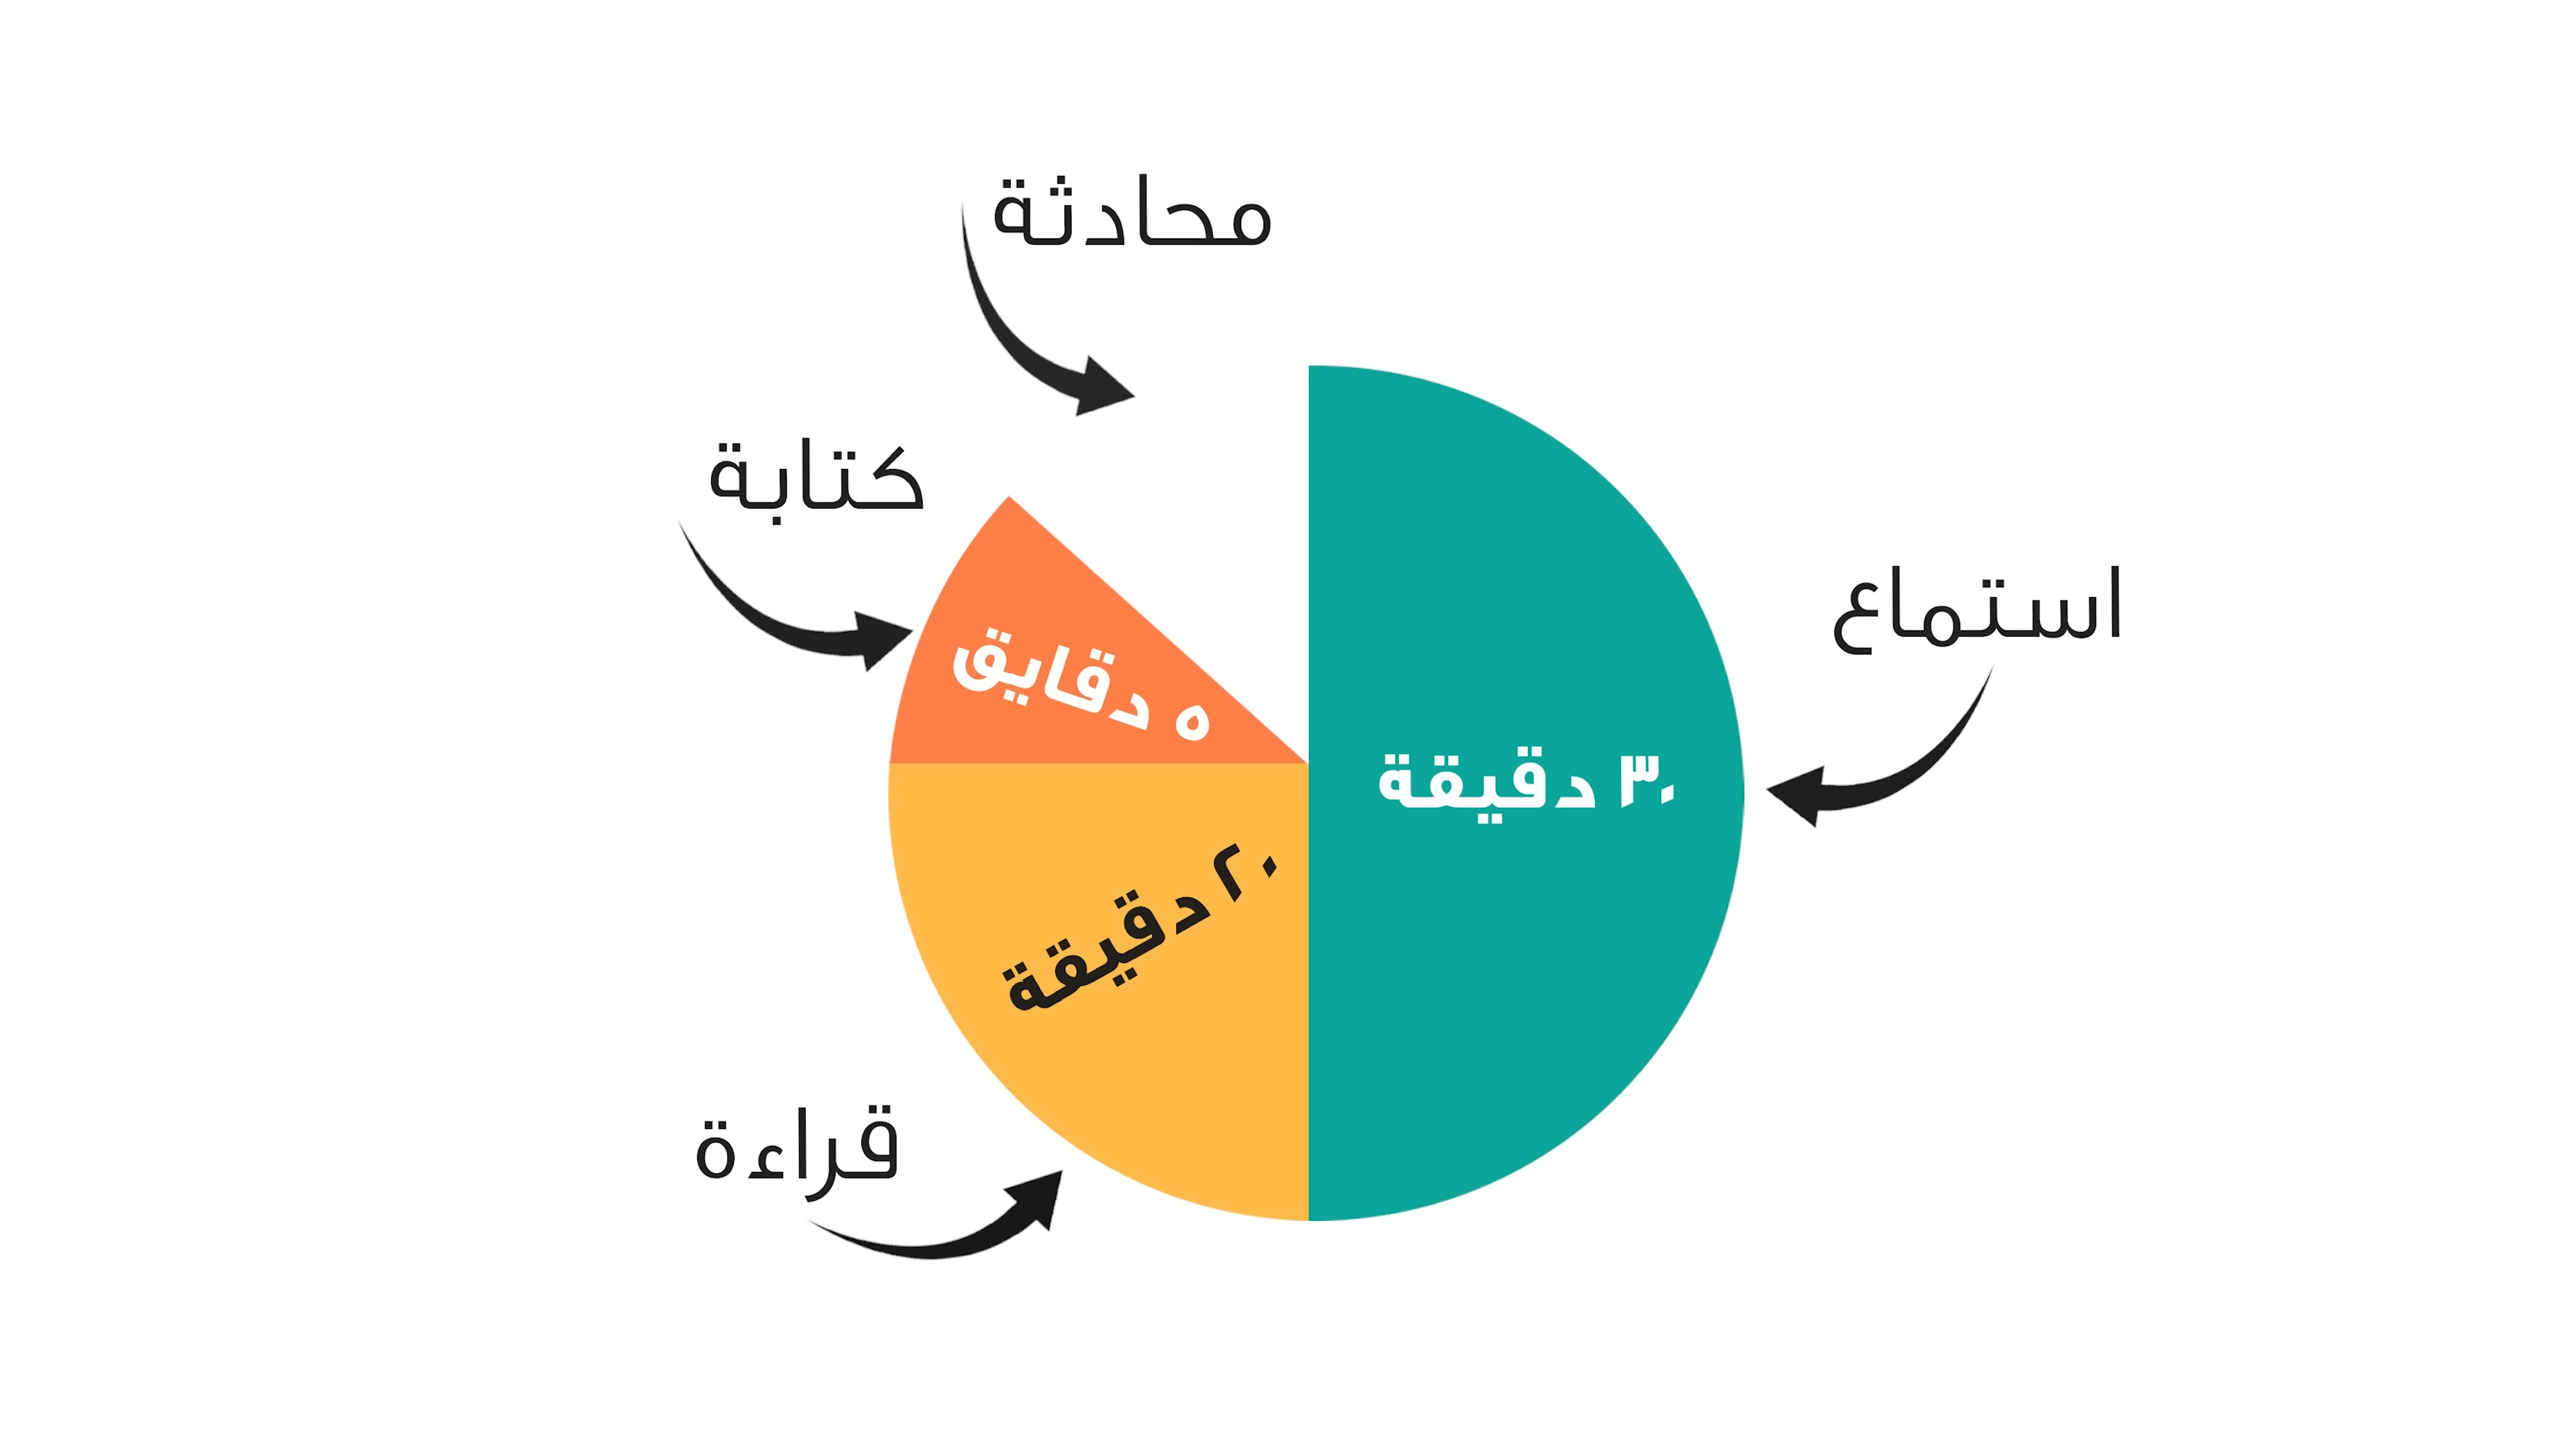 محادثة
كتابة
استماع
٥ دقايق
٣٠ دقيقة
٢٠ دقيقة
قراءة